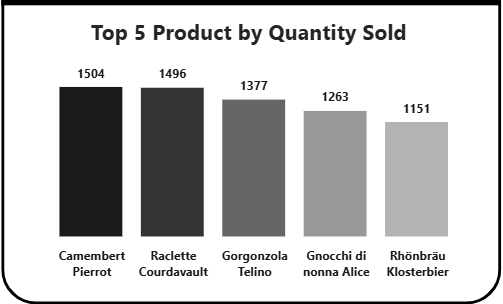 Top 5 Product by Quantity Sold
1504 1496 1377 1263 1151
Camembert Raclette Gorgonzola Gnocchi di Rhönbräu
Pierrot Courdavault Telino nonna Alice Klosterbier